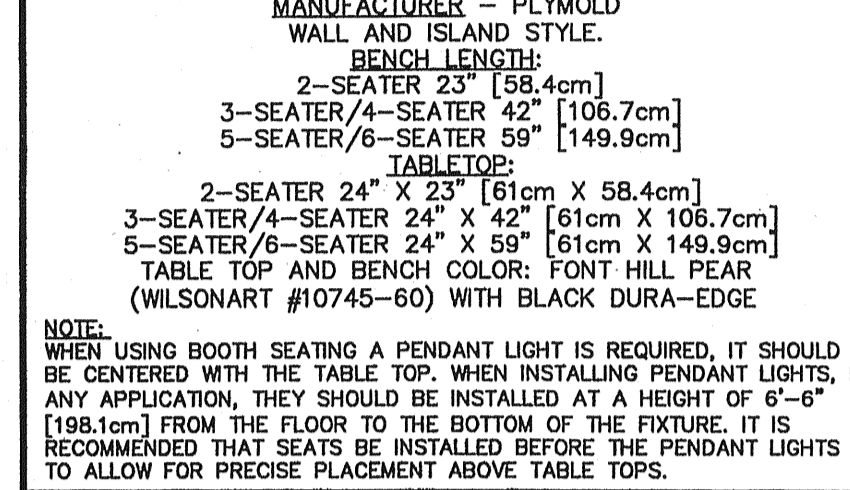 MANUFACTURER – PLYMOLD
WALL AND ISLAND STYLE.
BENCH LENGTH:
2–SEATER 23" [58.4cm]
3–SEATER/4–SEATER 42" [106.7cm]
5–SEATER/6–SEATER 59" [149.9cm]
TABLETOP:
2–SEATER 24" X 23" [61cm X 58.4cm]
3–SEATER/4–SEATER 24" X 42" [61cm X 106.7cm]
5–SEATER/6–SEATER 24" X 59" [61cm X 149.9cm]
TABLE TOP AND BENCH COLOR: FONT HILL PEAR
(WILSONART #10745–60) WITH BLACK DURA–EDGE
NOTE:
WHEN USING BOOTH SEATING A PENDANT LIGHT IS REQUIRED, IT SHOULD
BE CENTERED WITH THE TABLE TOP. WHEN INSTALLING PENDANT LIGHTS,
ANY APPLICATION, THEY SHOULD BE INSTALLED AT A HEIGHT OF 6'–6"
[198.1cm] FROM THE FLOOR TO THE BOTTOM OF THE FIXTURE. IT IS
RECOMMENDED THAT SEATS BE INSTALLED BEFORE THE PENDANT LIGHTS
TO ALLOW FOR PRECISE PLACEMENT ABOVE TABLE TOPS.